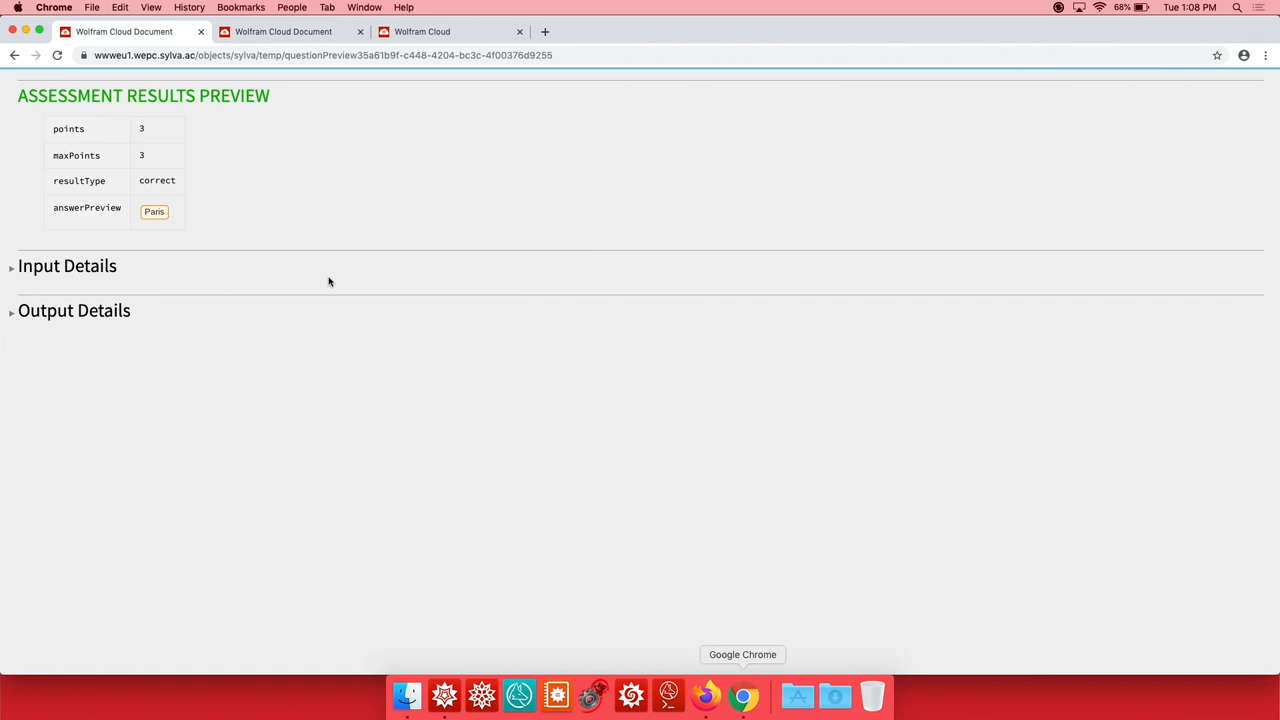 Chrome File Edit View History Bookmarks People Tab Window Help 68% Tue 1:08 PM
Wolfram Cloud Document Wolfram Cloud Document Wolfram Cloud
wwweu1.wepc.sylva.ac/objects/sylva/temp/questionPreview35a61b9f-c448-4204-bc3c-4f00376d9255
ASSESSMENT RESULTS PREVIEW
points 3
maxPoints 3
resultType correct
answerPreview Paris
Input Details
Output Details
Google Chrome